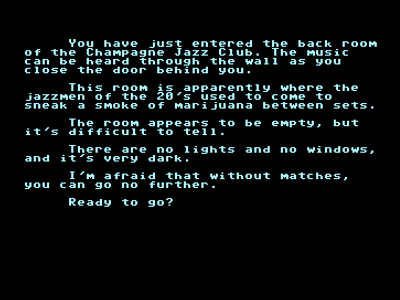 You have just entered the back room
of the Champagne Jazz Club. The music
can be heard through the wall as you
close the door behind you.
This room is apparently where the
jazzmen of the 20's used to come to
sneak a smoke of marijuana between sets.
The room appears to be empty, but
it's difficult to tell.
There are no lights and no windows,
and it's very dark.
I'm afraid that without matches,
you can go no further.
Ready to go?